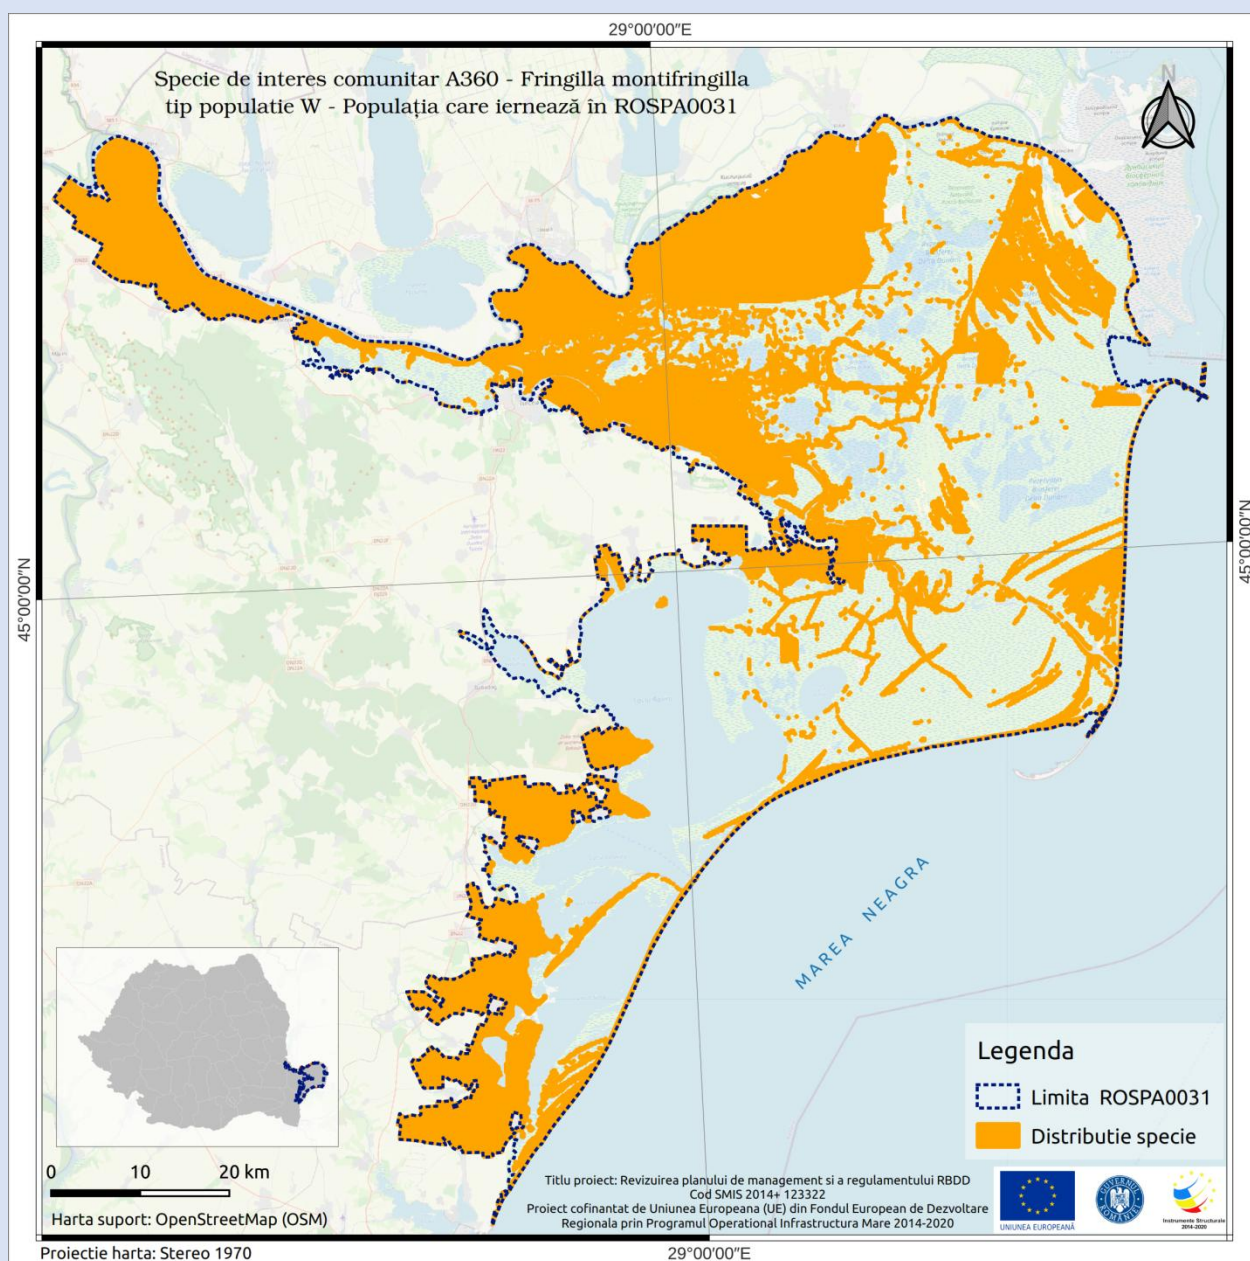 29°00′00″E
Specie de interes comunitar A360 - Fringilla montifringilla
tip populatie W - Populația care iernează în ROSPA0031
N
45°00′00″N
45°00′00″N
MAREA NEAGRA
Legenda
Limita ROSPA0031
Distributie specie
0 10 20 km
Harta suport: OpenStreetMap (OSM)
Titlu proiect: Revizuirea planului de management si a regulamentului RBDD
Cod SMIS 2014+ 123322
Proiect cofinantat de Uniunea Europeana (UE) din Fondul European de Dezvoltare
Regionala prin Programul Operational Infrastructura Mare 2014-2020
UNIUNEA EUROPEANĂ
GUVERNUL ROMÂNIEI
Instrumente Structurale
2014-2020
Proiectie harta: Stereo 1970
29°00′00″E